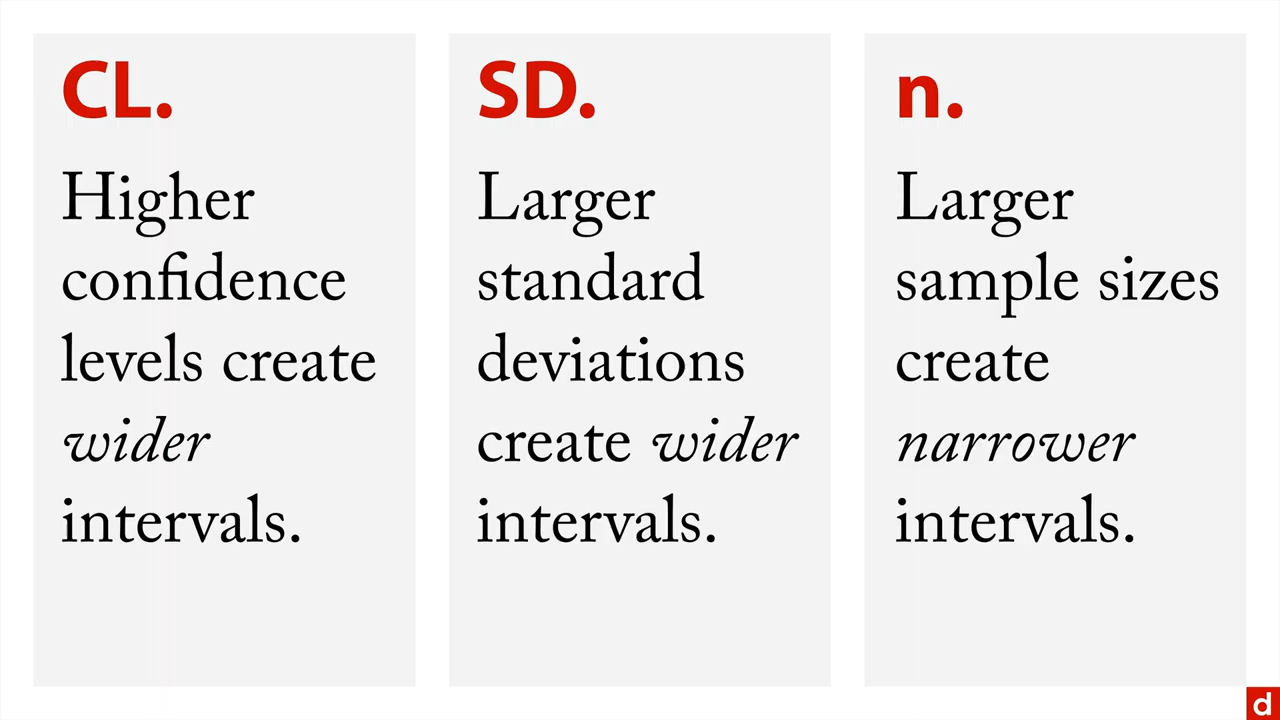 CL.
Higher
confidence
levels create
wider
intervals.
SD.
Larger
standard
deviations
create wider
intervals.
n.
Larger
sample sizes
create
narrower
intervals.
d